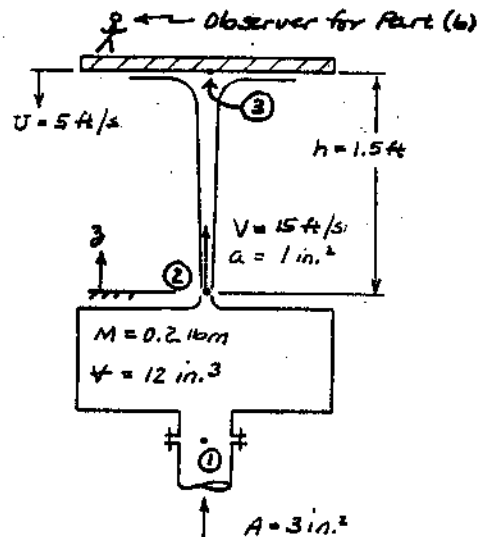 Observer for Part (b)
③
U = 5 ft/s
h = 1.5 ft
V = 15 ft/s
a = 1 in.²
z
②
M = 0.2 lbm
V = 12 in.³
①
A = 3 in.²